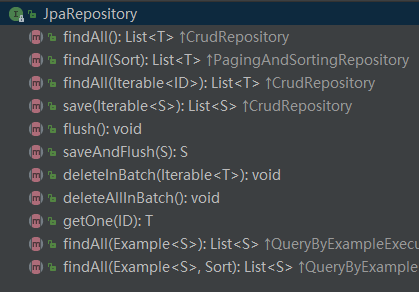 JpaRepository
findAll(): List<T> ↑CrudRepository
findAll(Sort): List<T> ↑PagingAndSortingRepository
findAll(Iterable<ID>): List<T> ↑CrudRepository
save(Iterable<S>): List<S> ↑CrudRepository
flush(): void
saveAndFlush(S): S
deleteInBatch(Iterable<T>): void
deleteAllInBatch(): void
getOne(ID): T
findAll(Example<S>): List<S> ↑QueryByExampleExecu
findAll(Example<S>, Sort): List<S> ↑QueryByExample